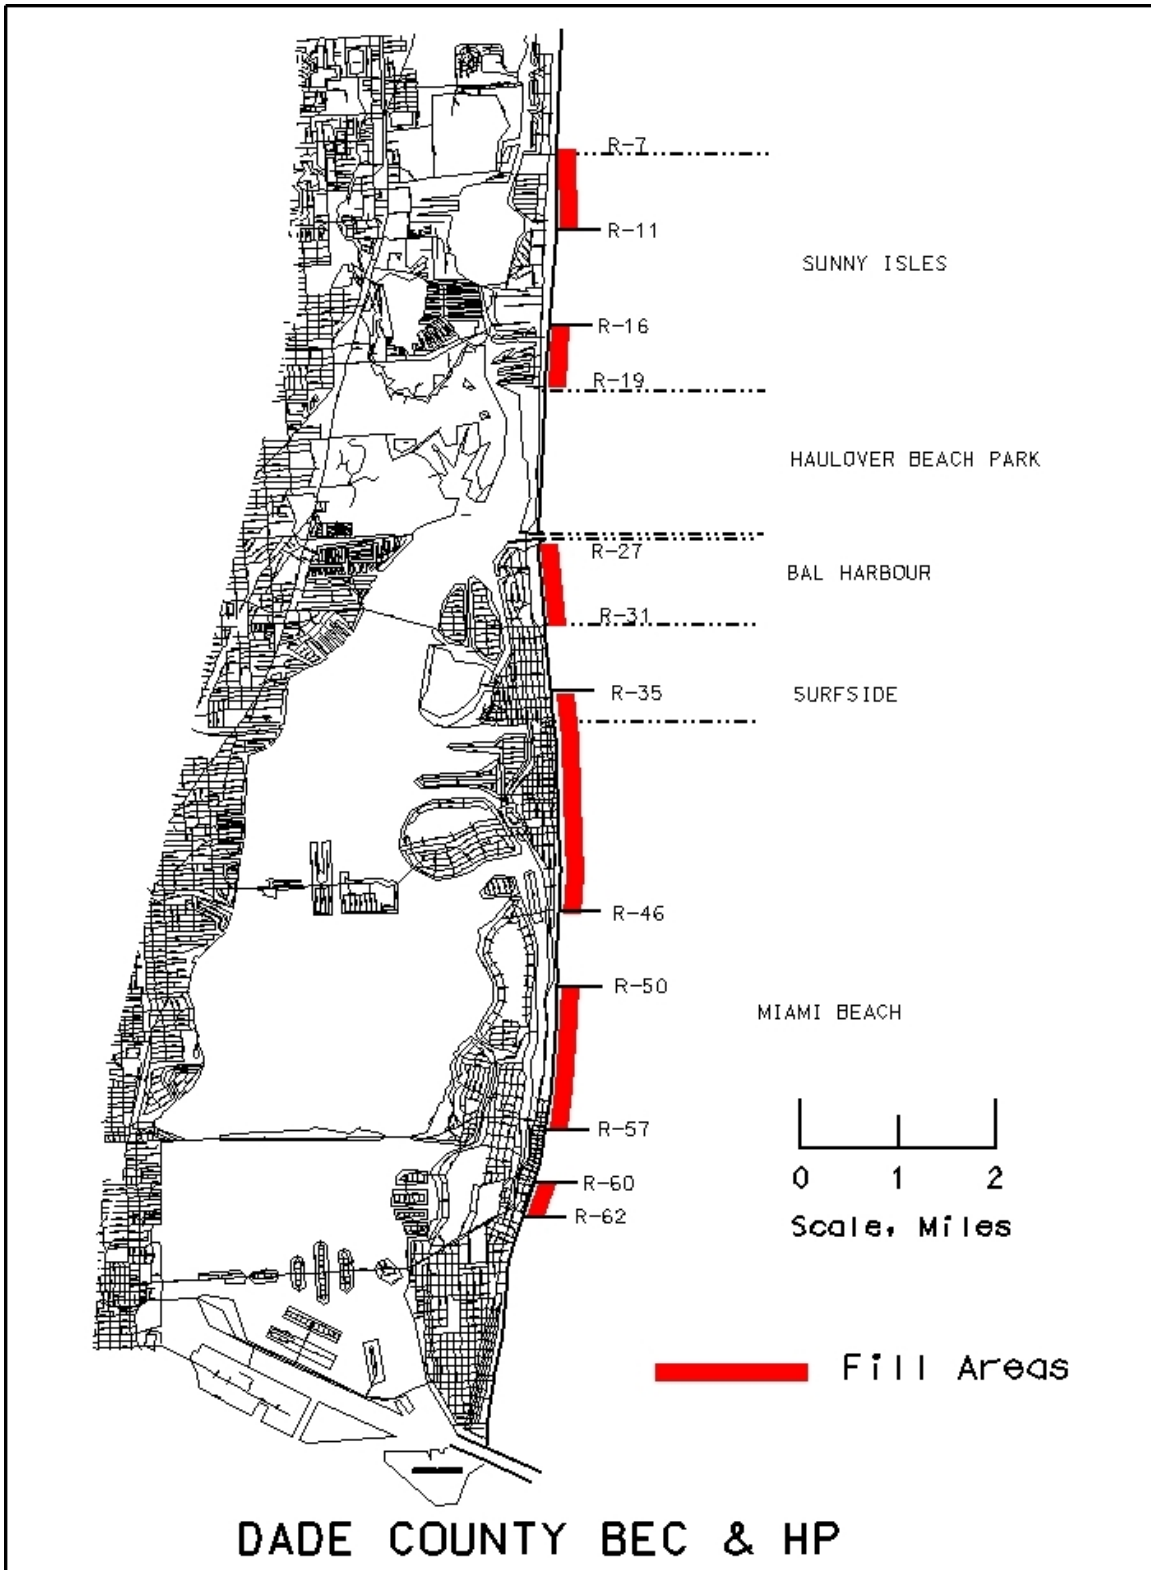 R-7
R-11
SUNNY ISLES
R-16
R-19
HAULOVER BEACH PARK
R-27
BAL HARBOUR
R-31
R-35
SURFSIDE
R-46
R-50
MIAMI BEACH
R-57
0 1 2
R-60
R-62
Scale, Miles
Fill Areas
DADE COUNTY BEC & HP